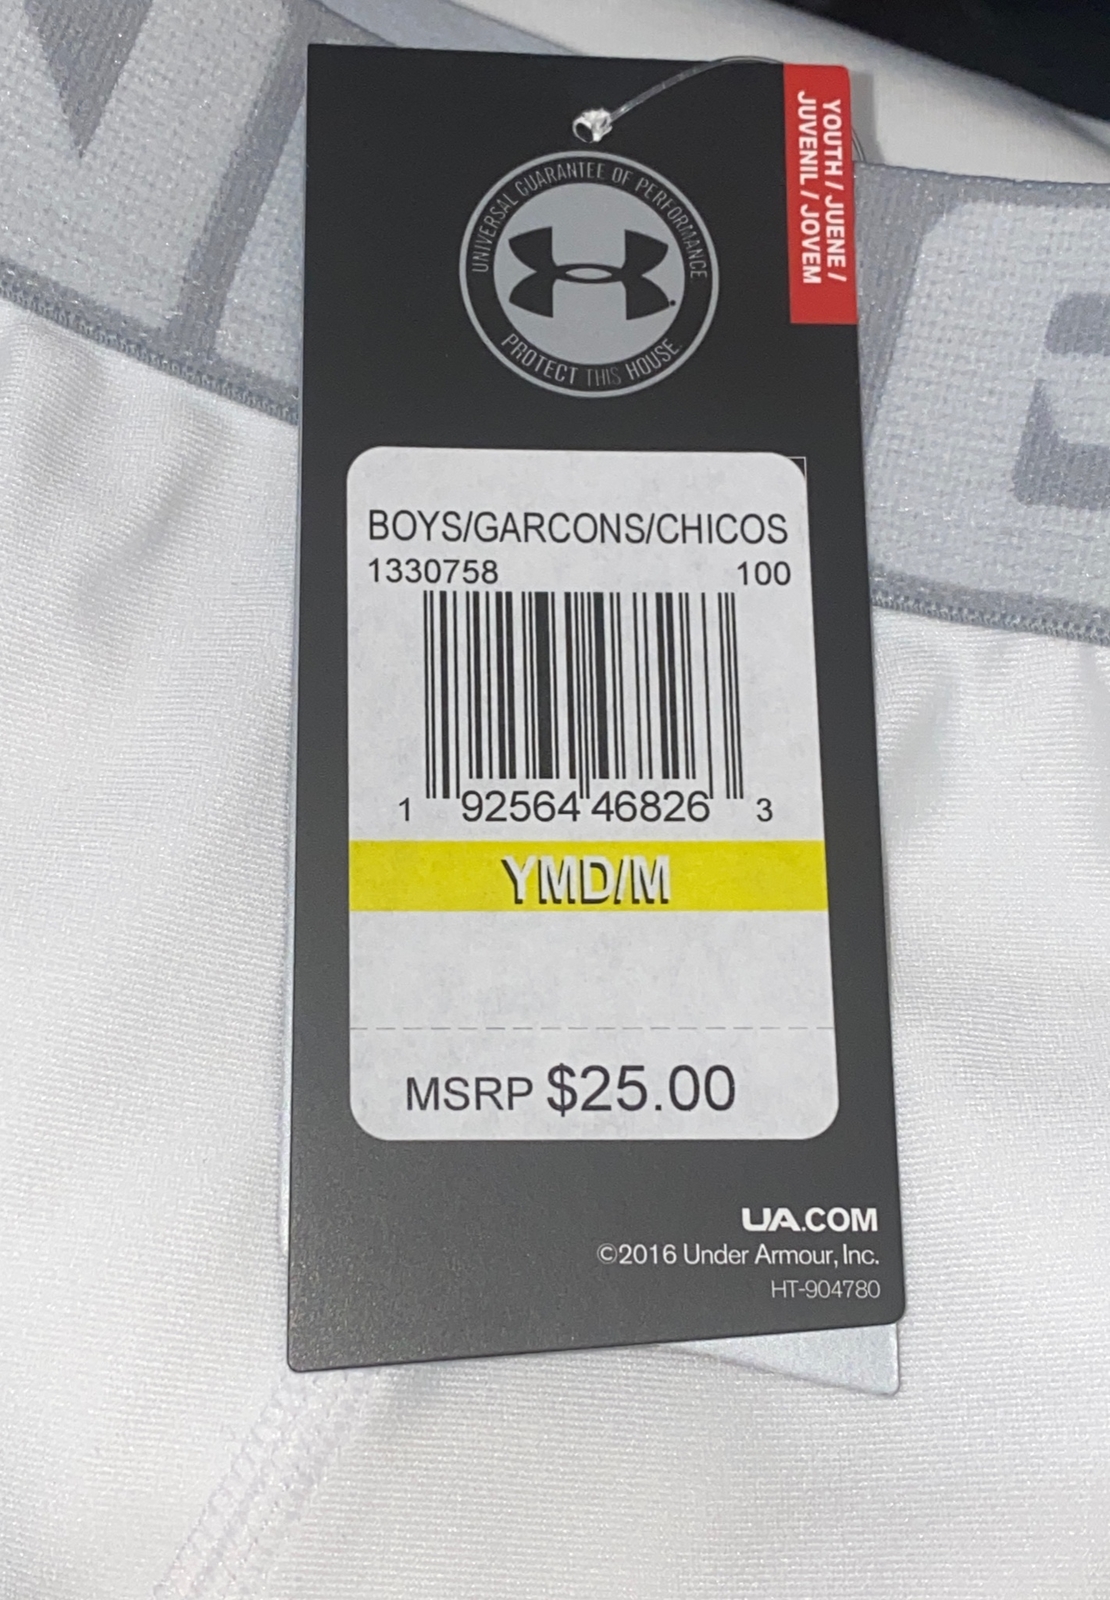 UNIVERSAL GUARANTEE OF PERFORMANCE
PROTECT THIS HOUSE.
YOUTH / JUENE /
JUVENIL / JOVEM
BOYS/GARCONS/CHICOS
1330758 100
1 92564 46826 3
YMD/M
MSRP $25.00
UA.COM
©2016 Under Armour, Inc.
HT-904780